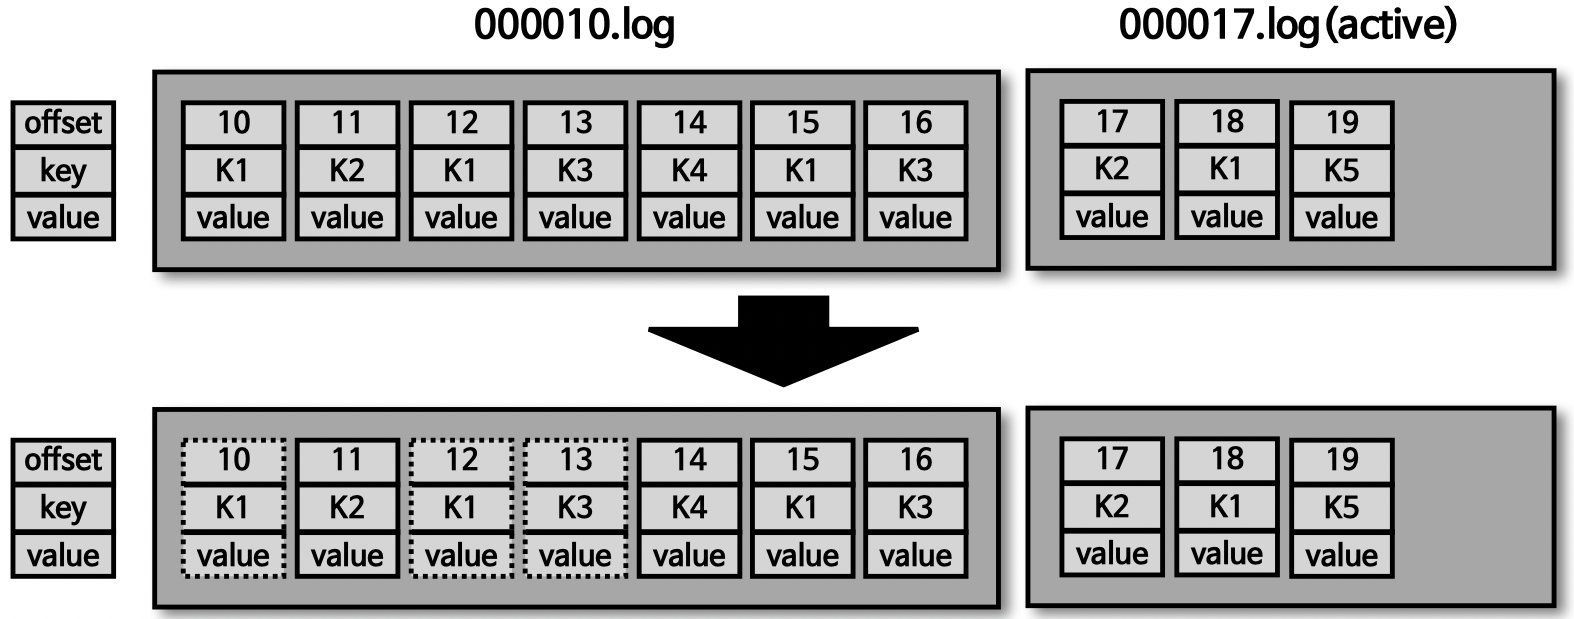 000010.log 000017.log(active)
offset 10 11 12 13 14 15 16 17 18 19
key K1 K2 K1 K3 K4 K1 K3 K2 K1 K5
value value value value value value value value value value value
offset 10 11 12 13 14 15 16 17 18 19
key K1 K2 K1 K3 K4 K1 K3 K2 K1 K5
value value value value value value value value value value value